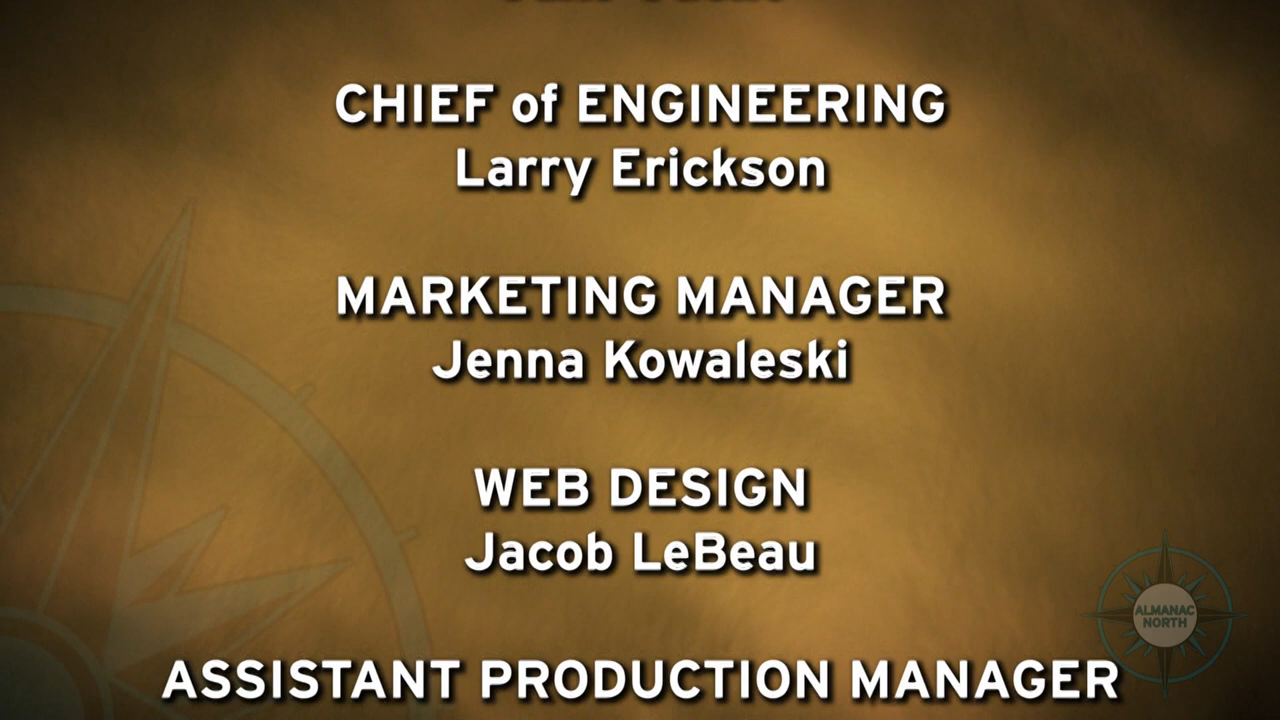 CHIEF of ENGINEERING
Larry Erickson
MARKETING MANAGER
Jenna Kowaleski
WEB DESIGN
Jacob LeBeau
ALMANAC
NORTH
ASSISTANT PRODUCTION MANAGER